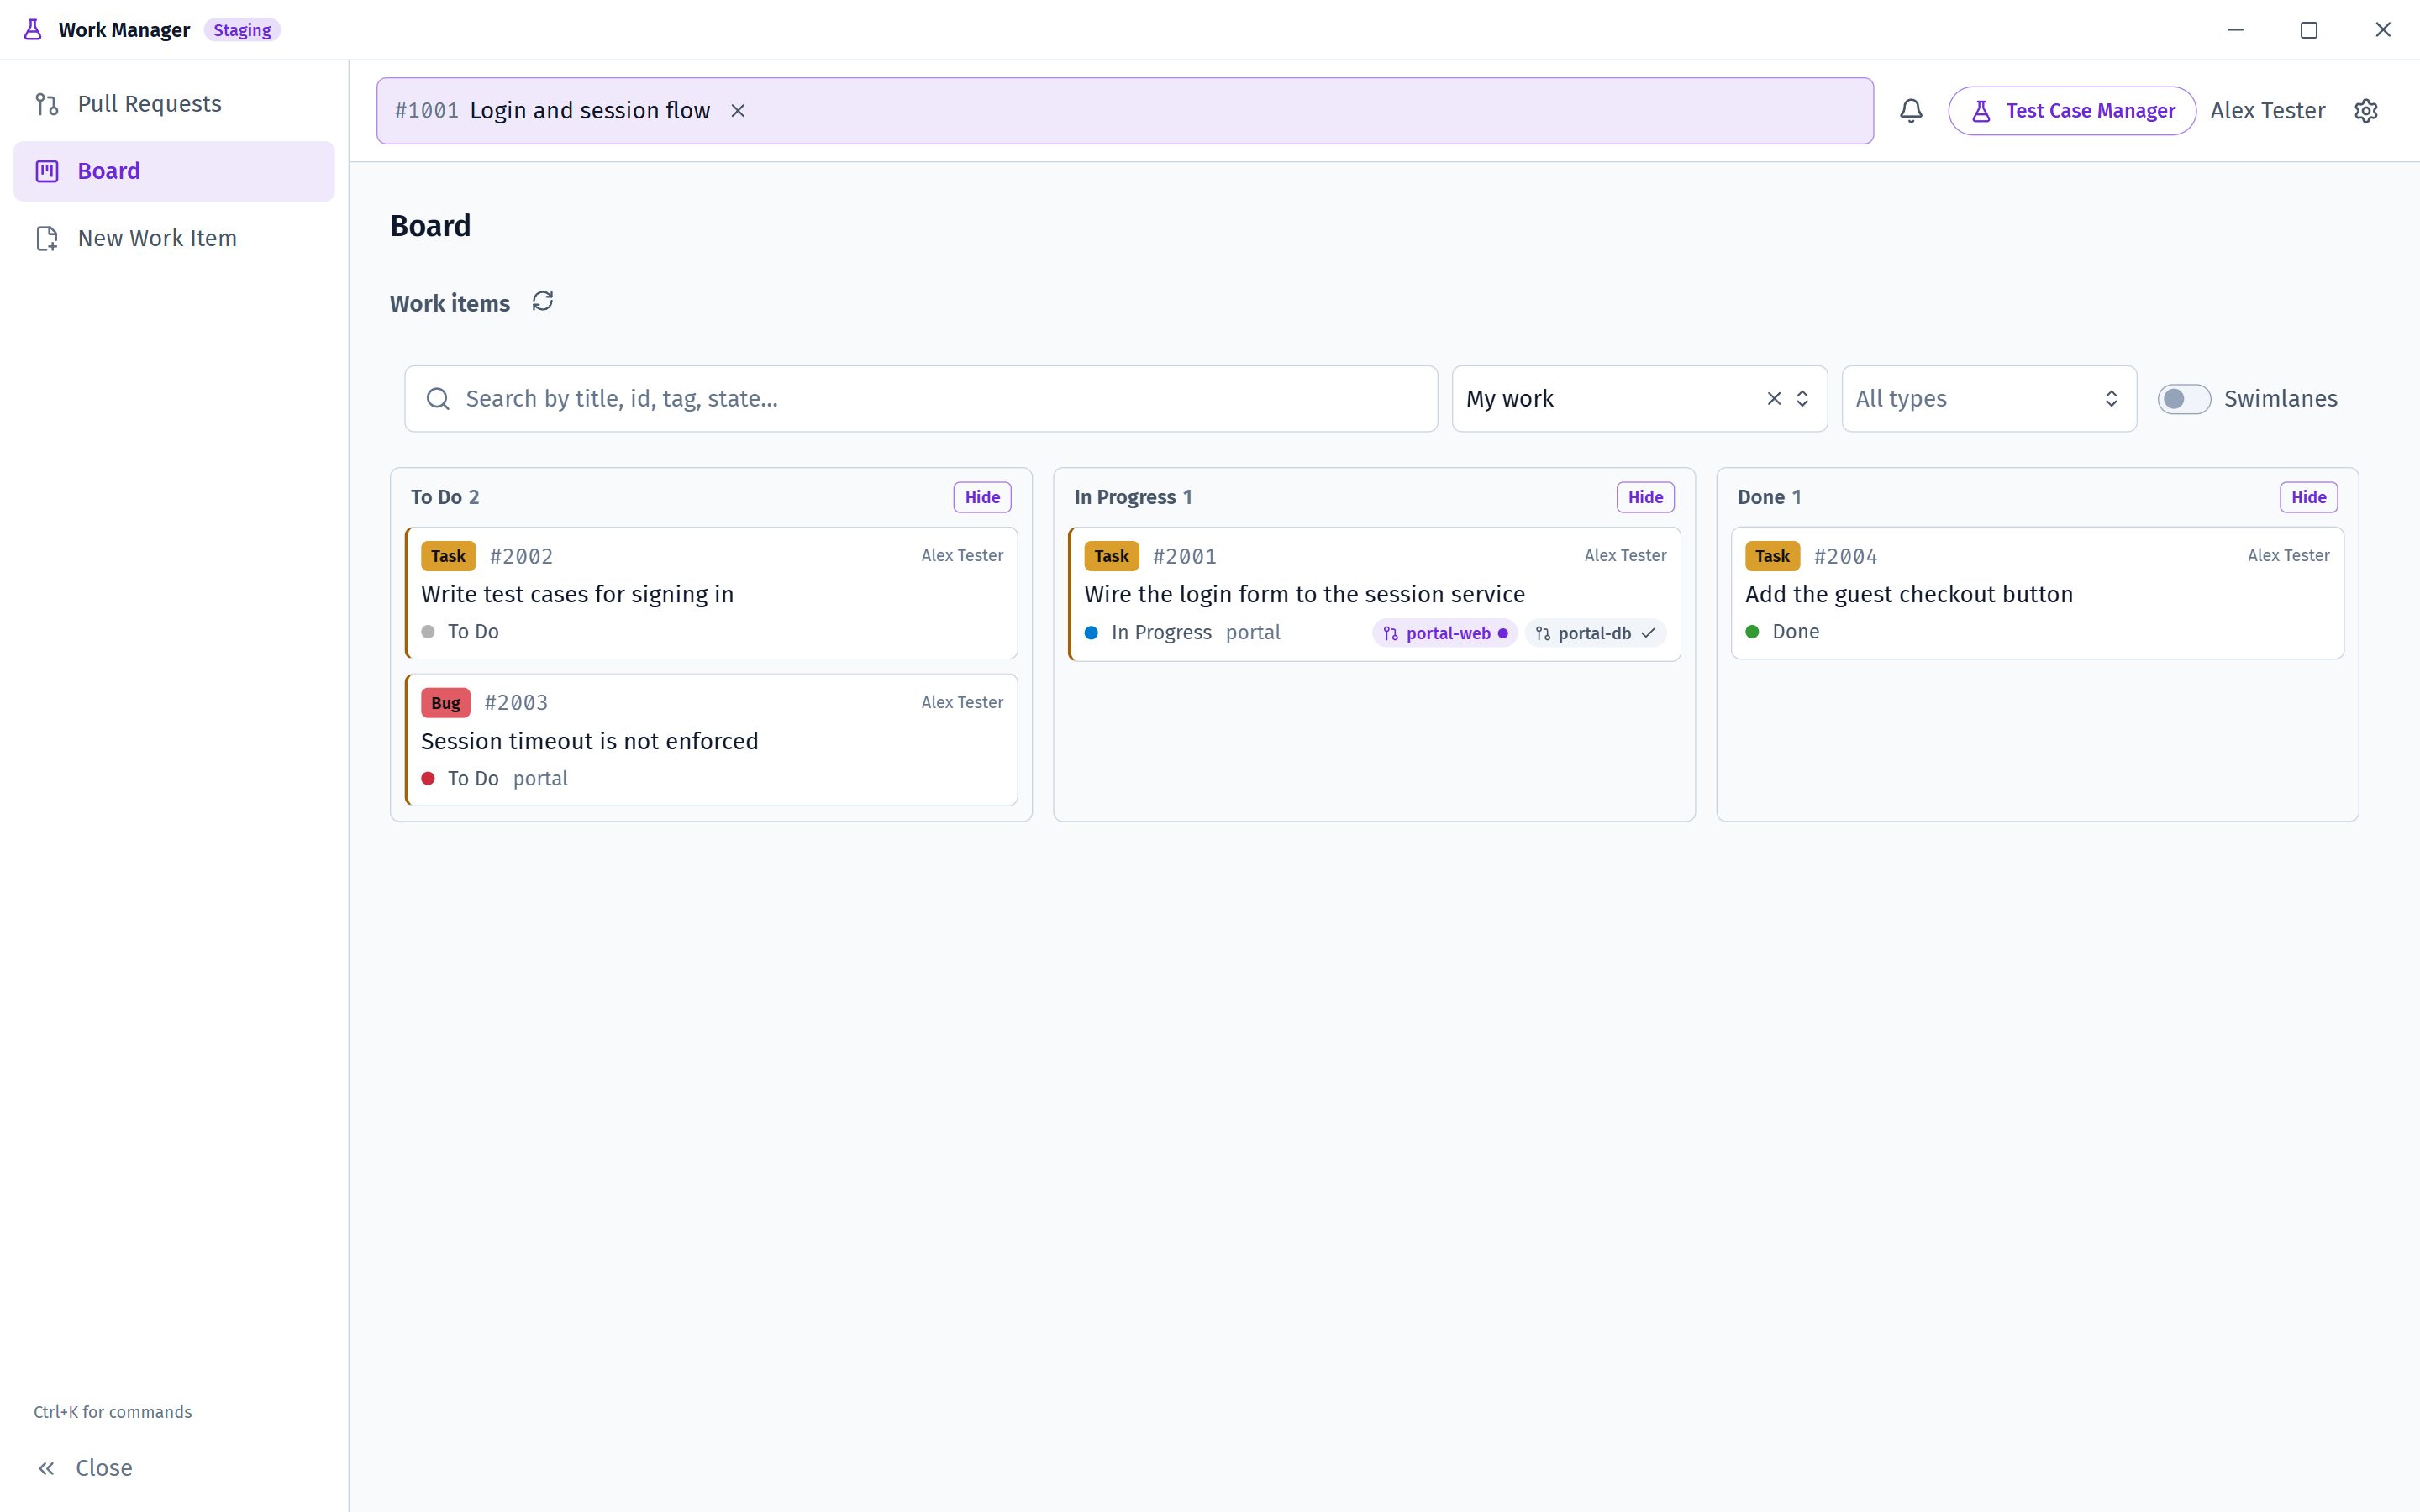 Work Manager Staging
Pull Requests
Board
New Work Item
#1001 Login and session flow
Test Case Manager
Alex Tester
Board
Work items
Search by title, id, tag, state...
My work
All types
Swimlanes
To Do 2
Hide
Task #2002 Alex Tester
Write test cases for signing in
To Do
Bug #2003 Alex Tester
Session timeout is not enforced
To Do portal
In Progress 1
Hide
Task #2001 Alex Tester
Wire the login form to the session service
In Progress portal portal-web portal-db
Done 1
Hide
Task #2004 Alex Tester
Add the guest checkout button
Done
Ctrl+K for commands
Close